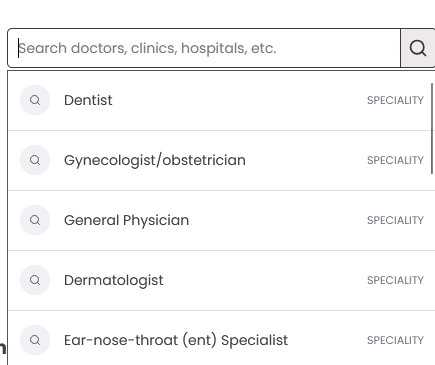 Search doctors, clinics, hospitals, etc.
Dentist SPECIALITY
Gynecologist/obstetrician SPECIALITY
General Physician SPECIALITY
Dermatologist SPECIALITY
Ear-nose-throat (ent) Specialist SPECIALITY